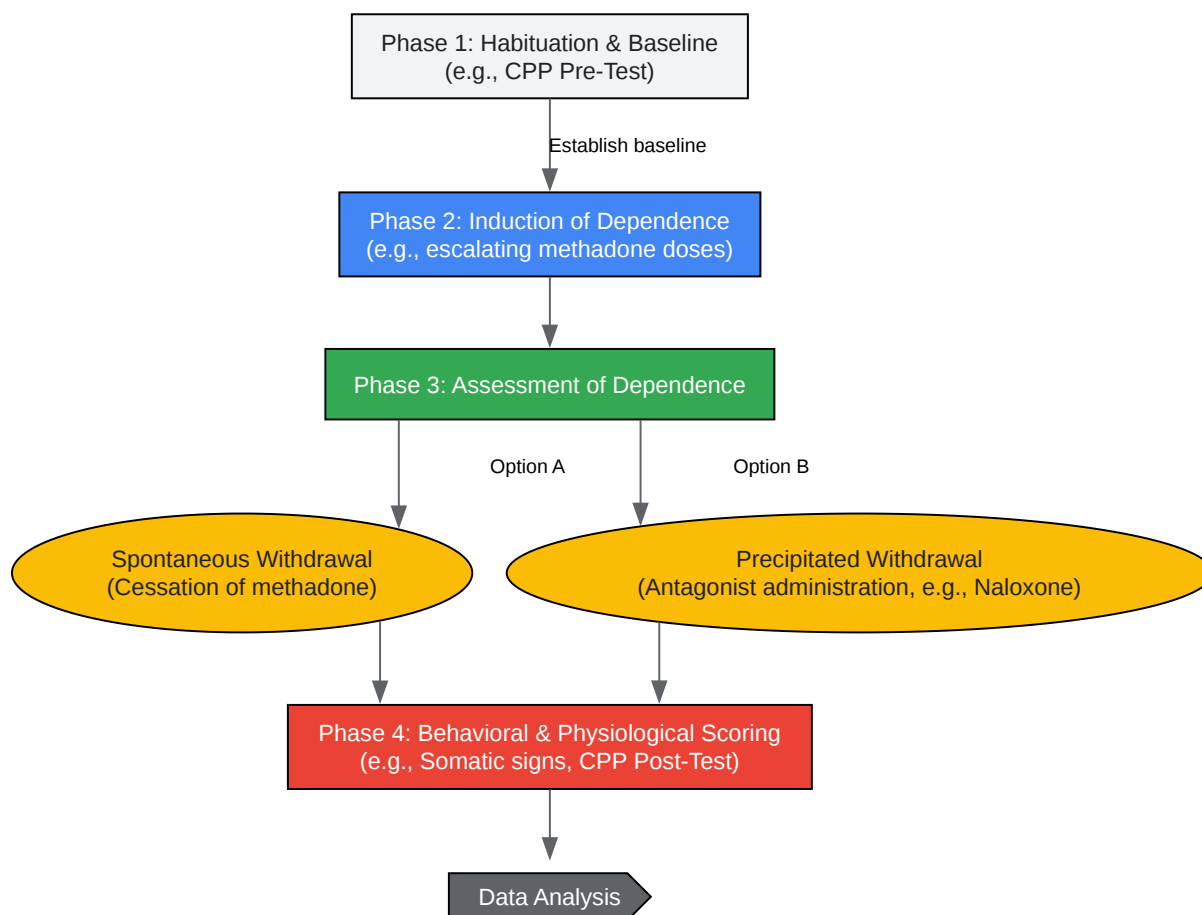 Phase 1: Habituation & Baseline
(e.g., CPP Pre-Test)
Establish baseline
Phase 2: Induction of Dependence
(e.g., escalating methadone doses)
Phase 3: Assessment of Dependence
Option A
Option B
Spontaneous Withdrawal
(Cessation of methadone)
Precipitated Withdrawal
(Antagonist administration, e.g., Naloxone)
Phase 4: Behavioral & Physiological Scoring
(e.g., Somatic signs, CPP Post-Test)
Data Analysis